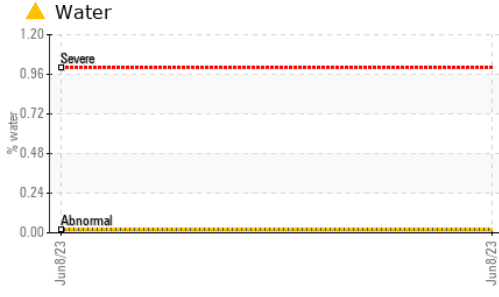 Water
1.20
Severe
0.96
0.72
% water
0.48
0.24
Abnormal
0.00
Jun8/23
Jun8/23